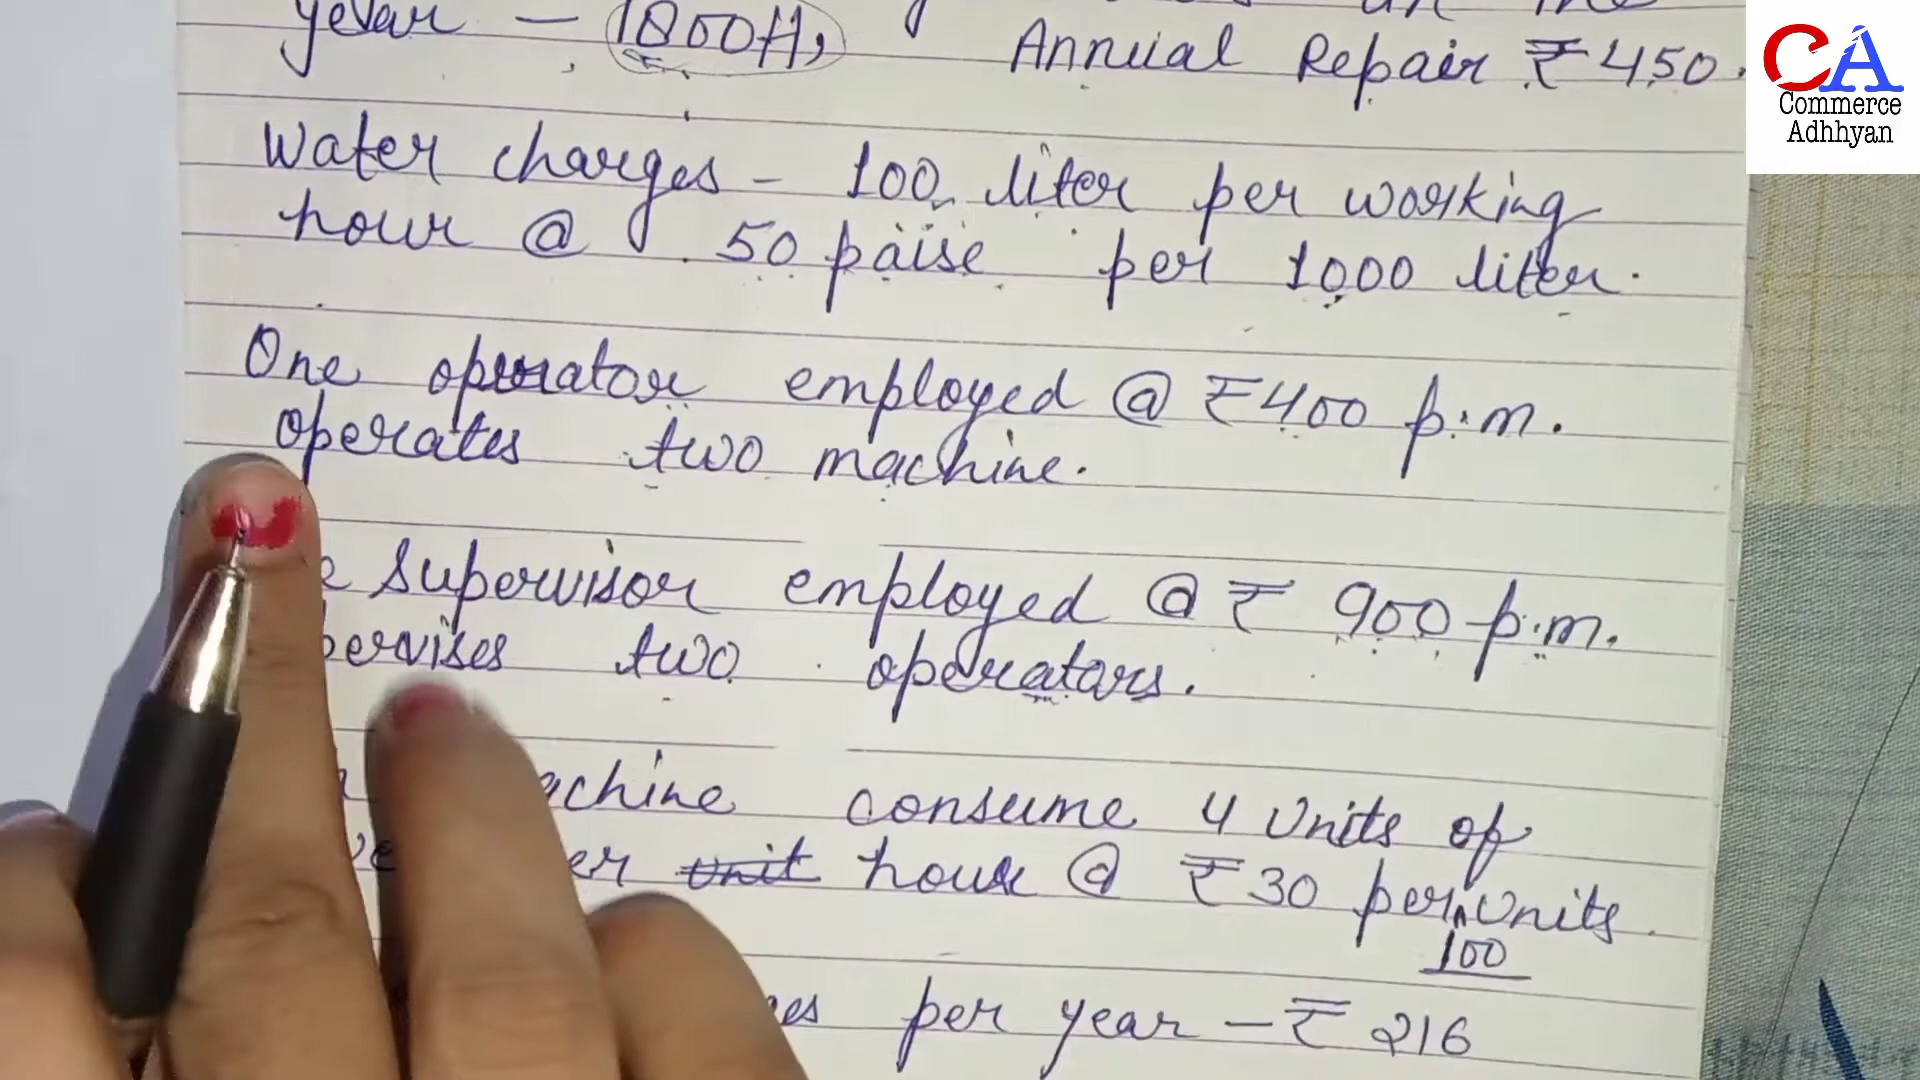 year – 1800H,
Annual Repair ₹450.
CA
Commerce
Adhhyan
Water charges – 100 liter per working
hour @ 50 paise per 1000 liter.
One operator employed @ ₹400 p.m.
operates two machine.
supervisor employed @ ₹ 900 p.m.
two operators.
consume 4 units of
hour @ ₹30 per 100 units.
per year – ₹ 216